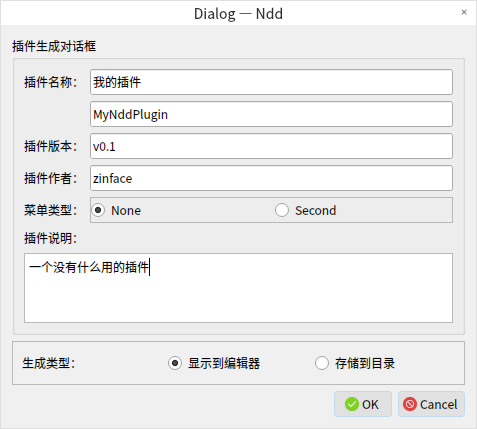 Dialog — Ndd
×
插件生成对话框
插件名称： 我的插件
MyNddPlugin
插件版本： v0.1
插件作者： zinface
菜单类型： None Second
插件说明：
一个没有什么用的插件
生成类型： 显示到编辑器 存储到目录
OK Cancel